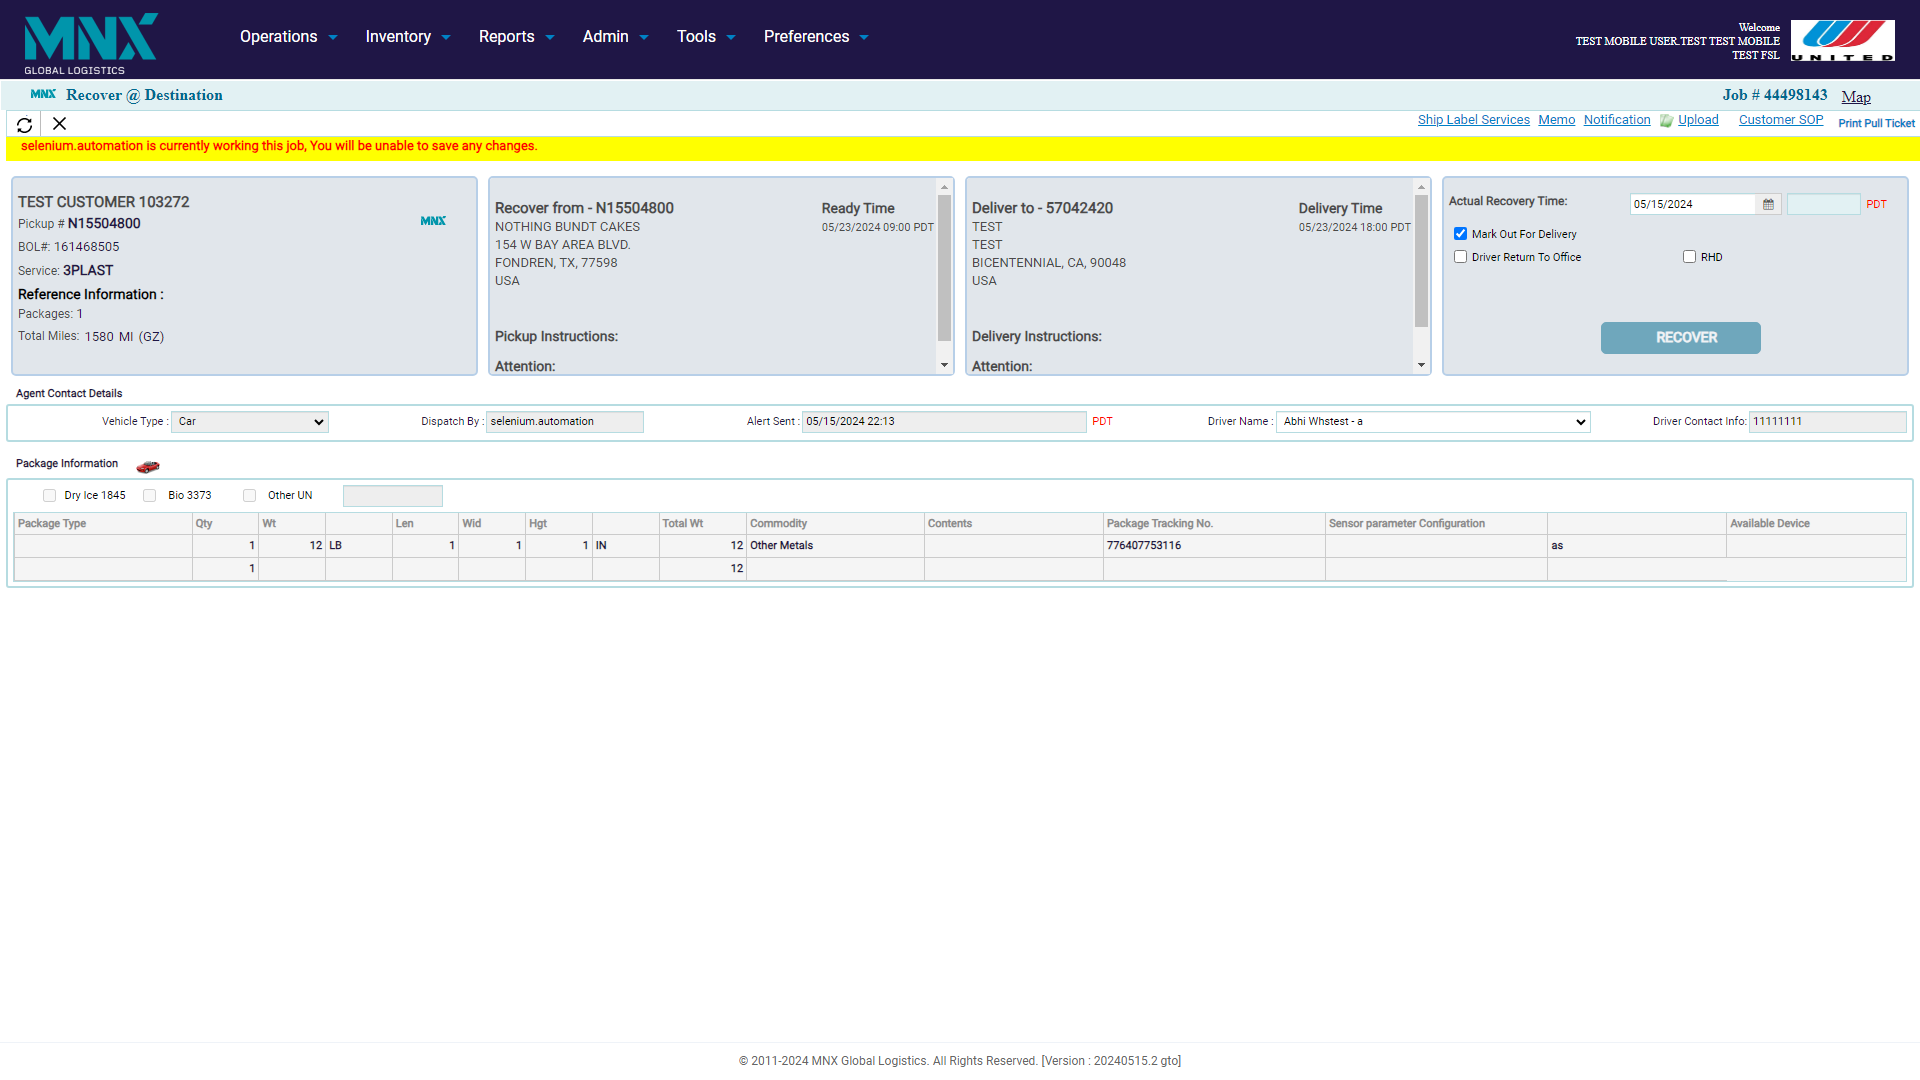 MNX
GLOBAL LOGISTICS
Operations Inventory Reports Admin Tools Preferences
Welcome
TEST MOBILE USER.TEST TEST MOBILE
TEST FSL
UNITED
MNX Recover @ Destination
Job # 44498143 Map
Ship Label Services Memo Notification Upload Customer SOP Print Pull Ticket
selenium.automation is currently working this job, You will be unable to save any changes.
TEST CUSTOMER 103272
Pickup # N15504800
MNX
BOL#: 161468505
Service: 3PLAST
Reference Information :
Packages: 1
Total Miles: 1580 MI (GZ)
Recover from - N15504800
NOTHING BUNDT CAKES
154 W BAY AREA BLVD.
FONDREN, TX, 77598
USA
Ready Time
05/23/2024 09:00 PDT
Pickup Instructions:
Attention:
Deliver to - 57042420
TEST
TEST
BICENTENNIAL, CA, 90048
USA
Delivery Time
05/23/2024 18:00 PDT
Delivery Instructions:
Attention:
Actual Recovery Time: 05/15/2024 PDT
Mark Out For Delivery
Driver Return To Office RHD
RECOVER
Agent Contact Details
Vehicle Type : Car Dispatch By : selenium.automation Alert Sent : 05/15/2024 22:13 PDT Driver Name : Abhi Whstest - a Driver Contact Info: 11111111
Package Information
Dry Ice 1845 Bio 3373 Other UN
Package Type Qty Wt Len Wid Hgt Total Wt Commodity Contents Package Tracking No. Sensor parameter Configuration Available Device
1 12 LB 1 1 1 IN 12 Other Metals 776407753116 as
1 12
© 2011-2024 MNX Global Logistics. All Rights Reserved. [Version : 20240515.2 gto]